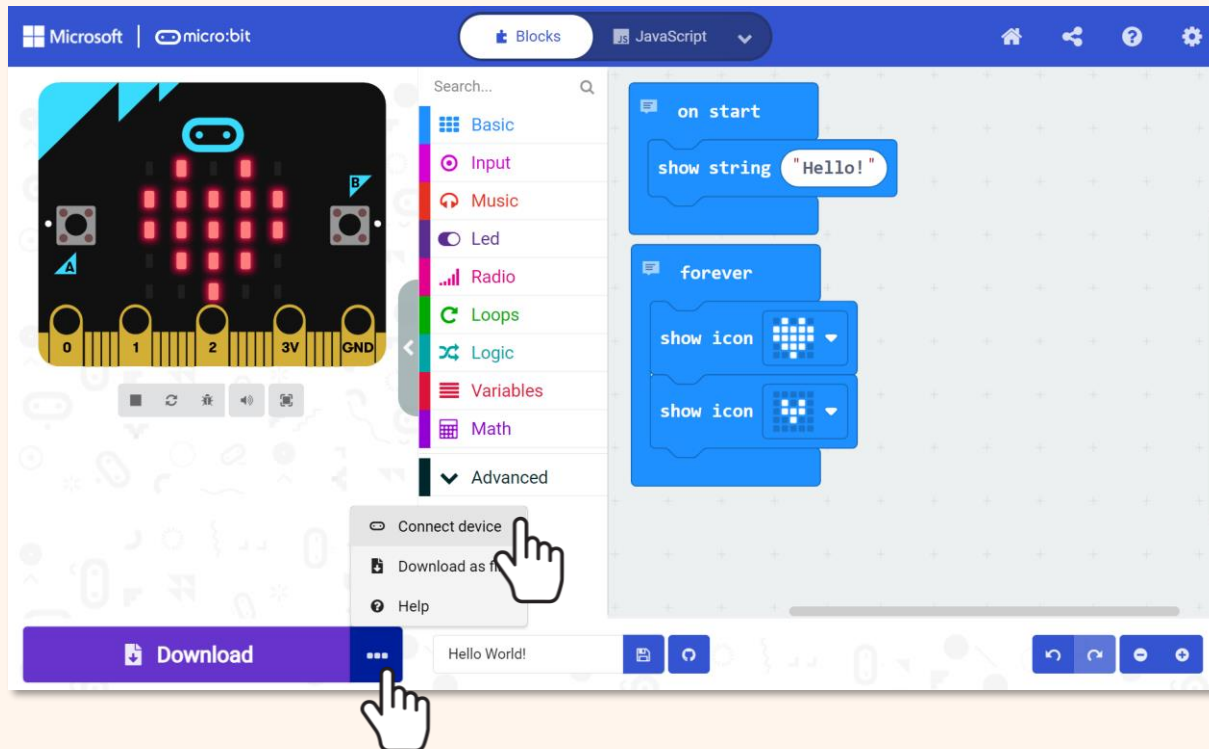 Microsoft micro:bit Blocks JS JavaScript
Search...
Basic
Input
Music
Led
Radio
Loops
Logic
Variables
Math
Advanced
A
B
0 1 2 3V GND
on start
show string "Hello!"
forever
show icon
show icon
Connect device
Download as
Help
Download
Hello World!